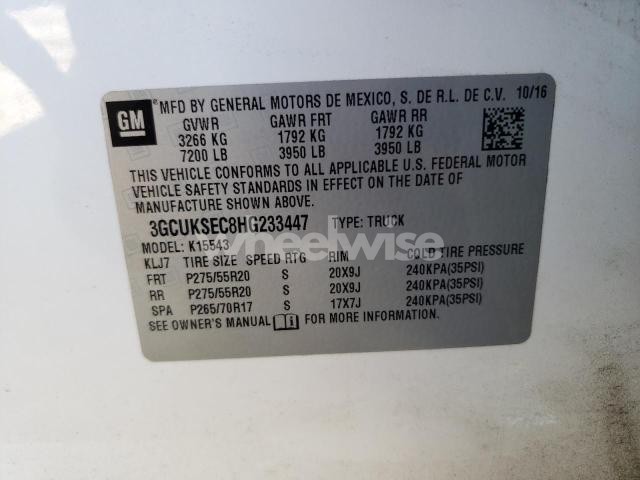 GM ® MFD BY GENERAL MOTORS DE MEXICO, S. DE R.L. DE C.V. 10/16
GVWR GAWR FRT GAWR RR
3266 KG 1792 KG 1792 KG
7200 LB 3950 LB 3950 LB
THIS VEHICLE CONFORMS TO ALL APPLICABLE U.S. FEDERAL MOTOR
VEHICLE SAFETY STANDARDS IN EFFECT ON THE DATE OF
MANUFACTURE SHOWN ABOVE.
3GCUKSEC8HG233447 TYPE: TRUCK
wheelwise
MODEL: K15543
KLJ7 TIRE SIZE SPEED RTG RIM COLD TIRE PRESSURE
FRT P275/55R20 S 20X9J 240KPA(35PSI)
RR P275/55R20 S 20X9J 240KPA(35PSI)
SPA P265/70R17 S 17X7J 240KPA(35PSI)
SEE OWNER'S MANUAL FOR MORE INFORMATION.